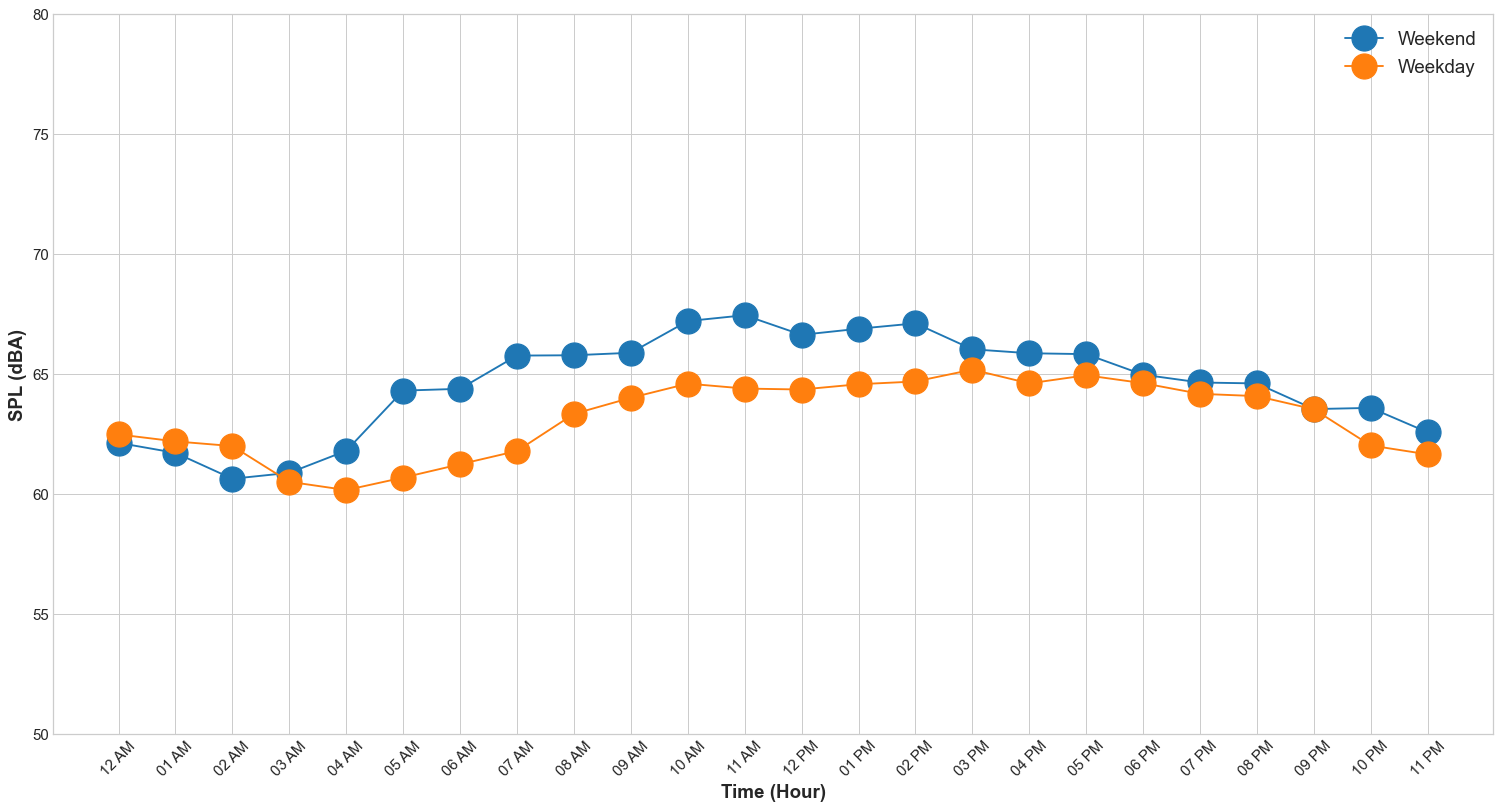 80
75
70
65
60
55
50
SPL (dBA)
Weekend
Weekday
12 AM
01 AM
02 AM
03 AM
04 AM
05 AM
06 AM
07 AM
08 AM
09 AM
10 AM
11 AM
12 PM
01 PM
02 PM
03 PM
04 PM
05 PM
06 PM
07 PM
08 PM
09 PM
10 PM
11 PM
Time (Hour)